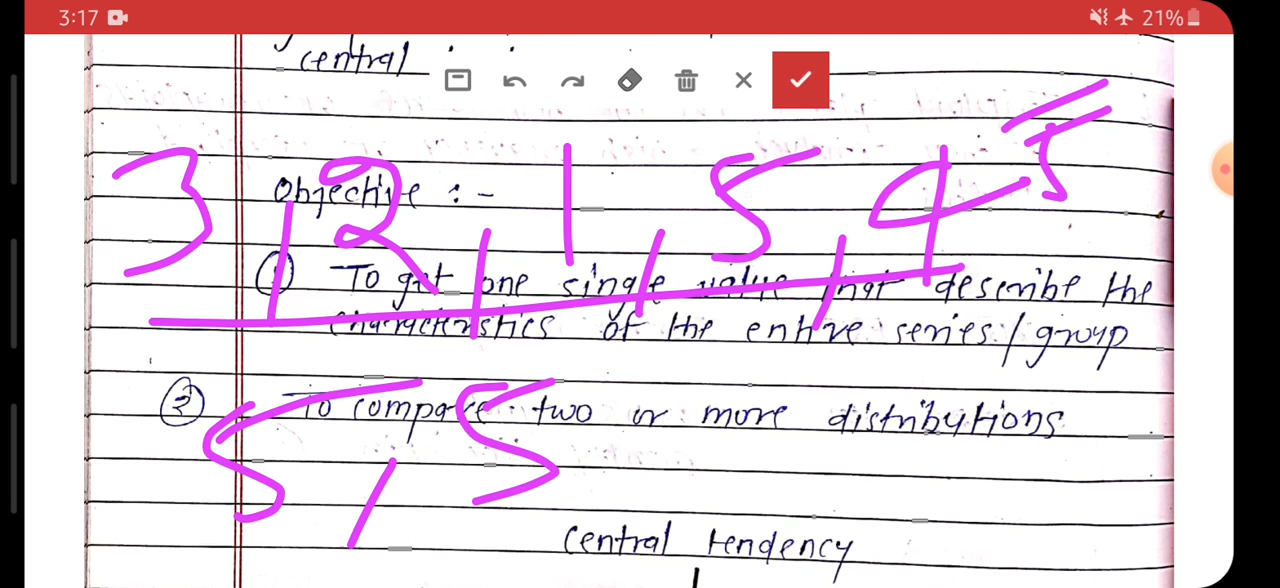 3:17 21%
central
Objective :-
3, 2, 1, 5, 4 = 5
① To get one single value that describe the
characteristics of the entire series/group
② To compare two or more distributions
5, 5
Central tendency